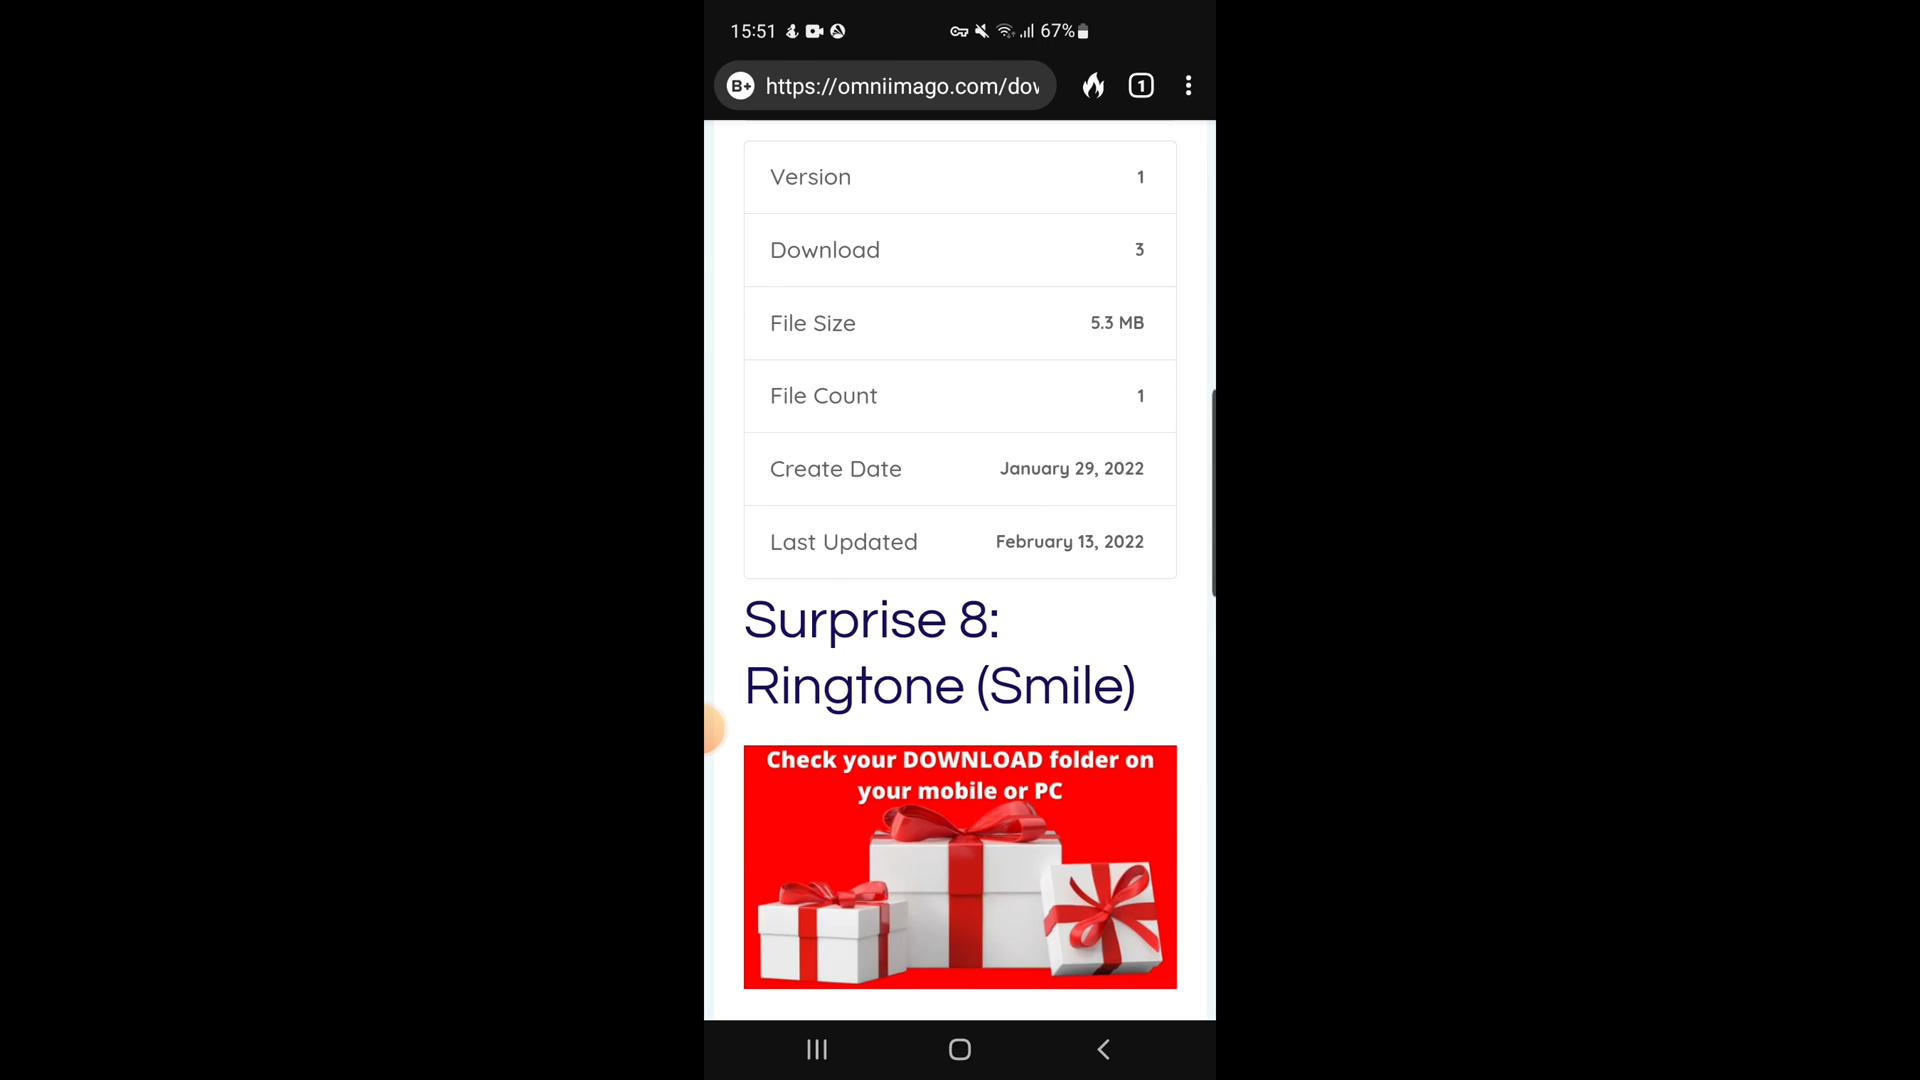 15:51 67%
B+ https://omniimago.com/dov 1
Version 1
Download 3
File Size 5.3 MB
File Count 1
Create Date January 29, 2022
Last Updated February 13, 2022
Surprise 8:
Ringtone (Smile)
Check your DOWNLOAD folder on
your mobile or PC